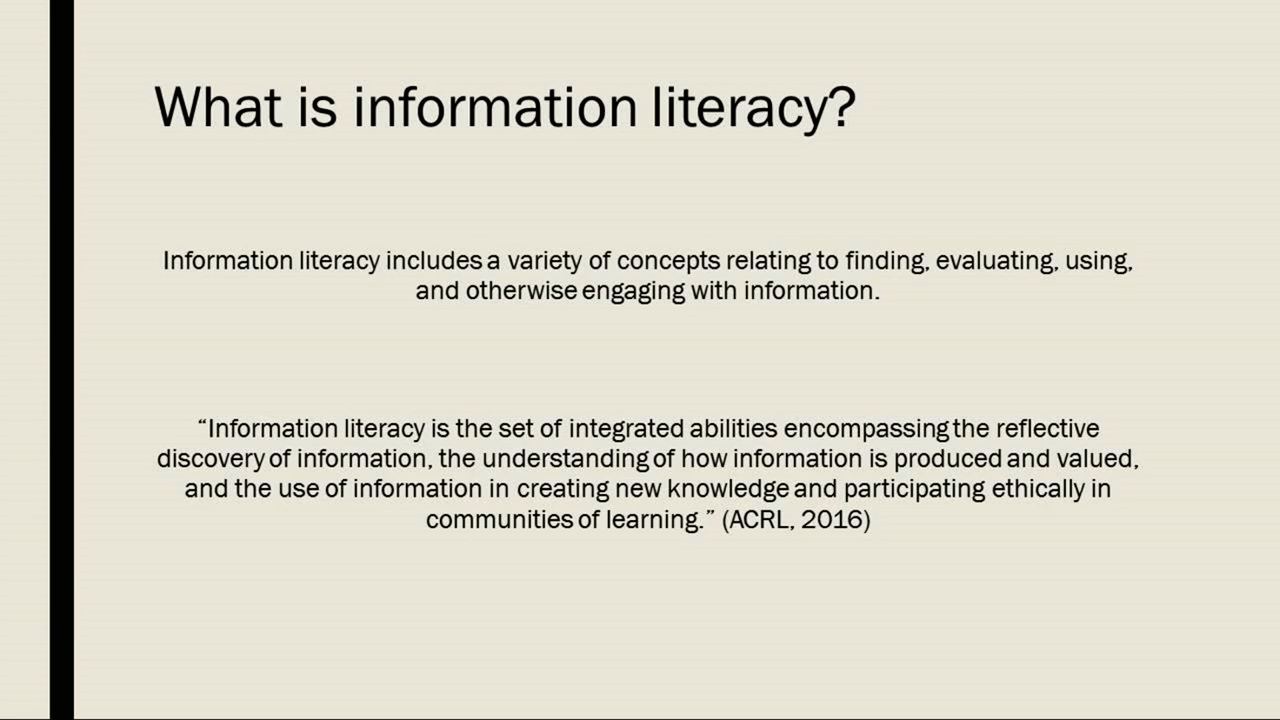 What is information literacy?
Information literacy includes a variety of concepts relating to finding, evaluating, using,
and otherwise engaging with information.
“Information literacy is the set of integrated abilities encompassing the reflective
discovery of information, the understanding of how information is produced and valued,
and the use of information in creating new knowledge and participating ethically in
communities of learning.” (ACRL, 2016)